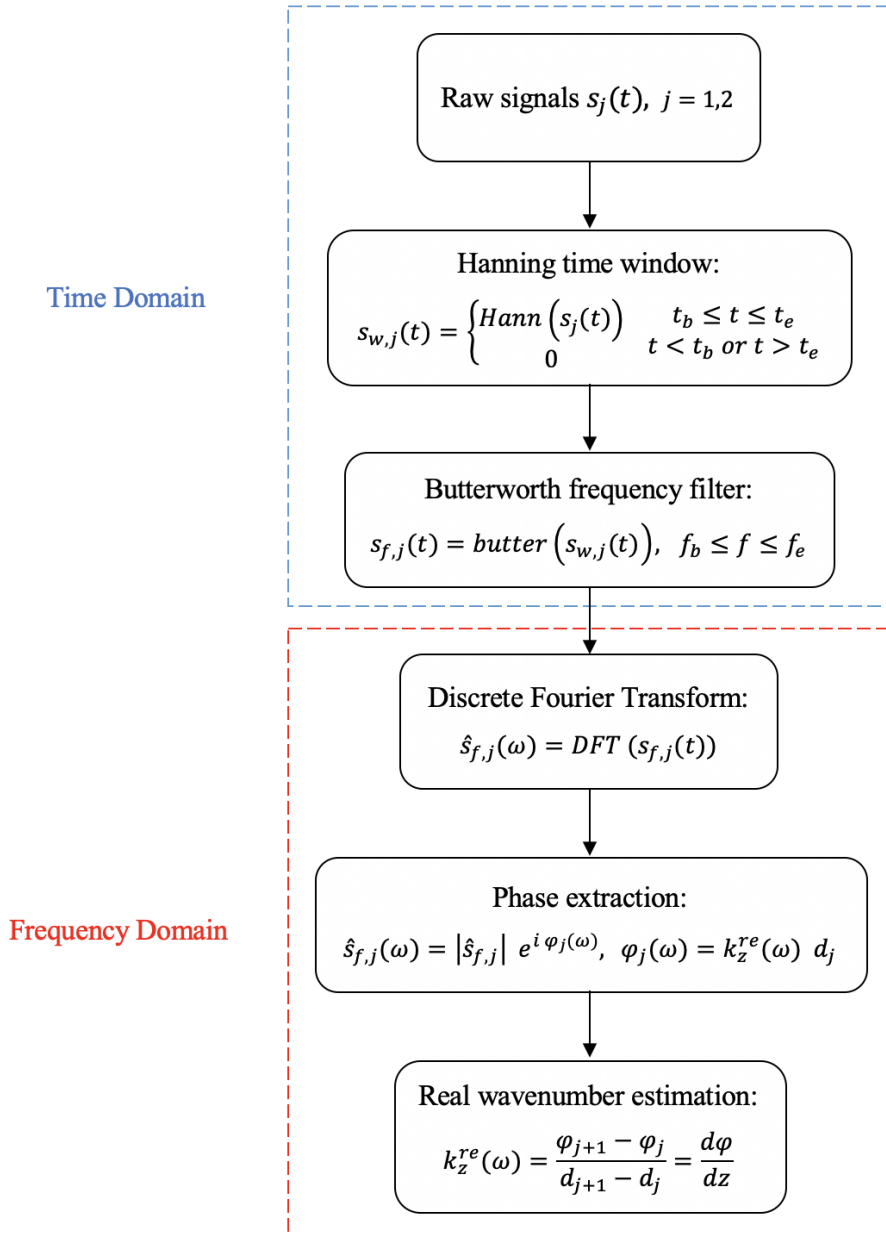 Raw signals s_j(t), j = 1,2
Time Domain
Hanning time window:
s_{w,j}(t) = { Hann (s_j(t))   t_b ≤ t ≤ t_e
0   t < t_b or t > t_e
Butterworth frequency filter:
s_{f,j}(t) = butter (s_{w,j}(t)), f_b ≤ f ≤ f_e
Discrete Fourier Transform:
ŝ_{f,j}(ω) = DFT (s_{f,j}(t))
Frequency Domain
Phase extraction:
ŝ_{f,j}(ω) = |ŝ_{f,j}| e^{i φ_j(ω)}, φ_j(ω) = k_z^{re}(ω) d_j
Real wavenumber estimation:
k_z^{re}(ω) = (φ_{j+1} − φ_j)/(d_{j+1} − d_j) = dφ/dz